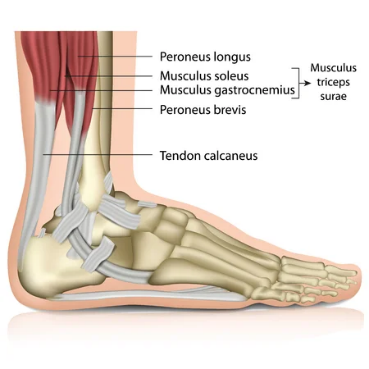 Peroneus longus
Musculus soleus
Musculus gastrocnemius
Peroneus brevis
Tendon calcaneus
Musculus
triceps
surae